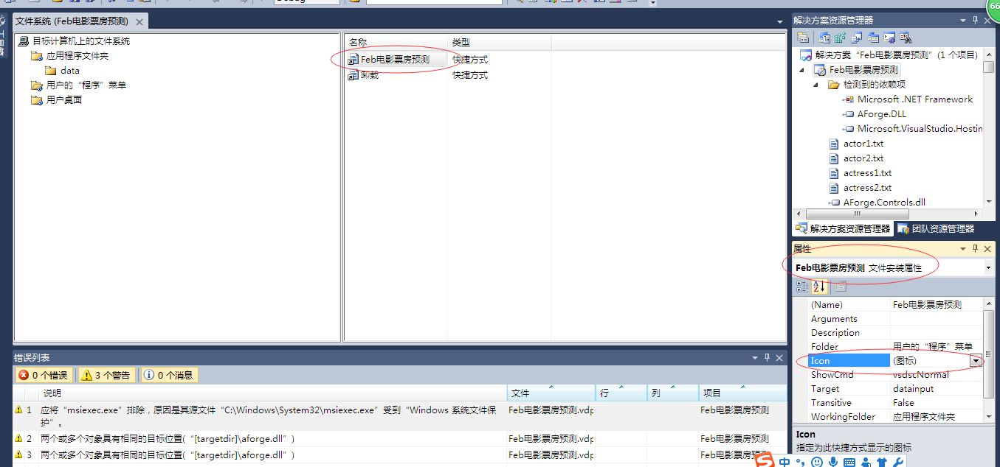 Debug
66
文件系统 (Feb电影票房预测)
目标计算机上的文件系统
应用程序文件夹
data
用户的“程序”菜单
用户桌面
名称 类型
Feb电影票房预测 快捷方式
卸载 快捷方式
解决方案资源管理器
解决方案“Feb电影票房预测”(1 个项目)
Feb电影票房预测
检测到的依赖项
Microsoft .NET Framework
AForge.DLL
Microsoft.VisualStudio.Hostin
actor1.txt
actor2.txt
actress1.txt
actress2.txt
AForge.Controls.dll
解决方案资源管理器 团队资源管理器
属性
Feb电影票房预测 文件安装属性
(Name) Feb电影票房预测
Arguments
Description
Folder 用户的“程序”菜单
Icon (图标)
ShowCmd vsdscNormal
Target datainput
Transitive False
WorkingFolder 应用程序文件夹
Icon
指定为此快捷方式显示的图标
错误列表
0 个错误 3 个警告 0 个消息
说明 文件 行 列 项目
1 应将“msiexec.exe”排除，原因是其源文件“C:\Windows\System32\msiexec.exe”受到“Windows 系统文件保 Feb电影票房预测.vdp Feb电影票房预测
护”。
2 两个或多个对象具有相同的目标位置(“[targetdir]\aforge.dll”) Feb电影票房预测.vdp Feb电影票房预测
3 两个或多个对象具有相同的目标位置(“[targetdir]\aforge.dll”) Feb电影票房预测.vdp Feb电影票房预测
中